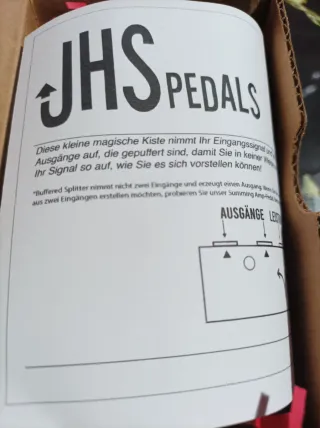 JHS PEDALS
Diese kleine magische Kiste nimmt Ihr Eingangssignal
Ausgänge auf, die gepuffert sind, damit Sie in keiner
Ihr Signal so auf, wie Sie es sich vorstellen können!
*Buffered Splitter nimmt nicht zwei Eingänge und erzeugt einen Ausgang.
aus zwei Eingängen erstellen möchten, probieren Sie unser Summing Amp
AUSGÄNGE